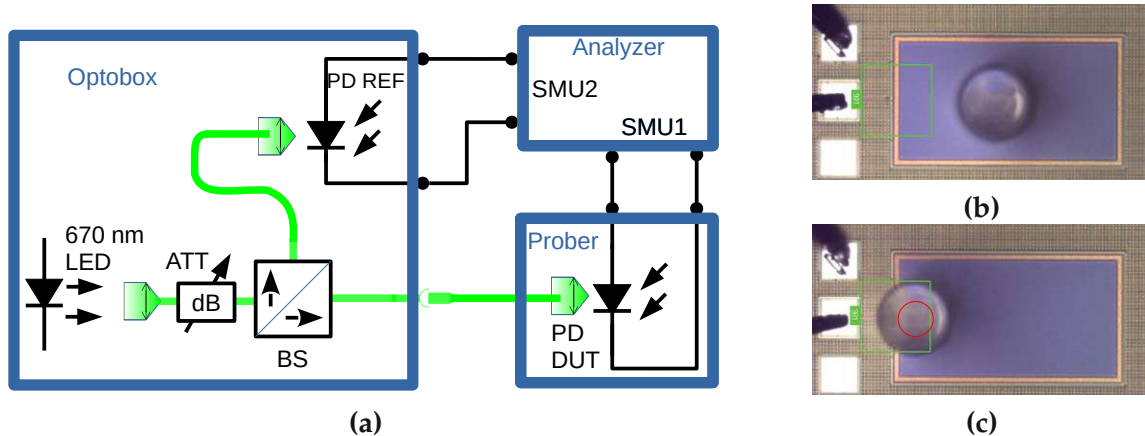 Optobox
PD REF
Analyzer
SMU2
SMU1
670 nm
LED
ATT
dB
BS
Prober
PD
DUT
(a)
(b)
(c)